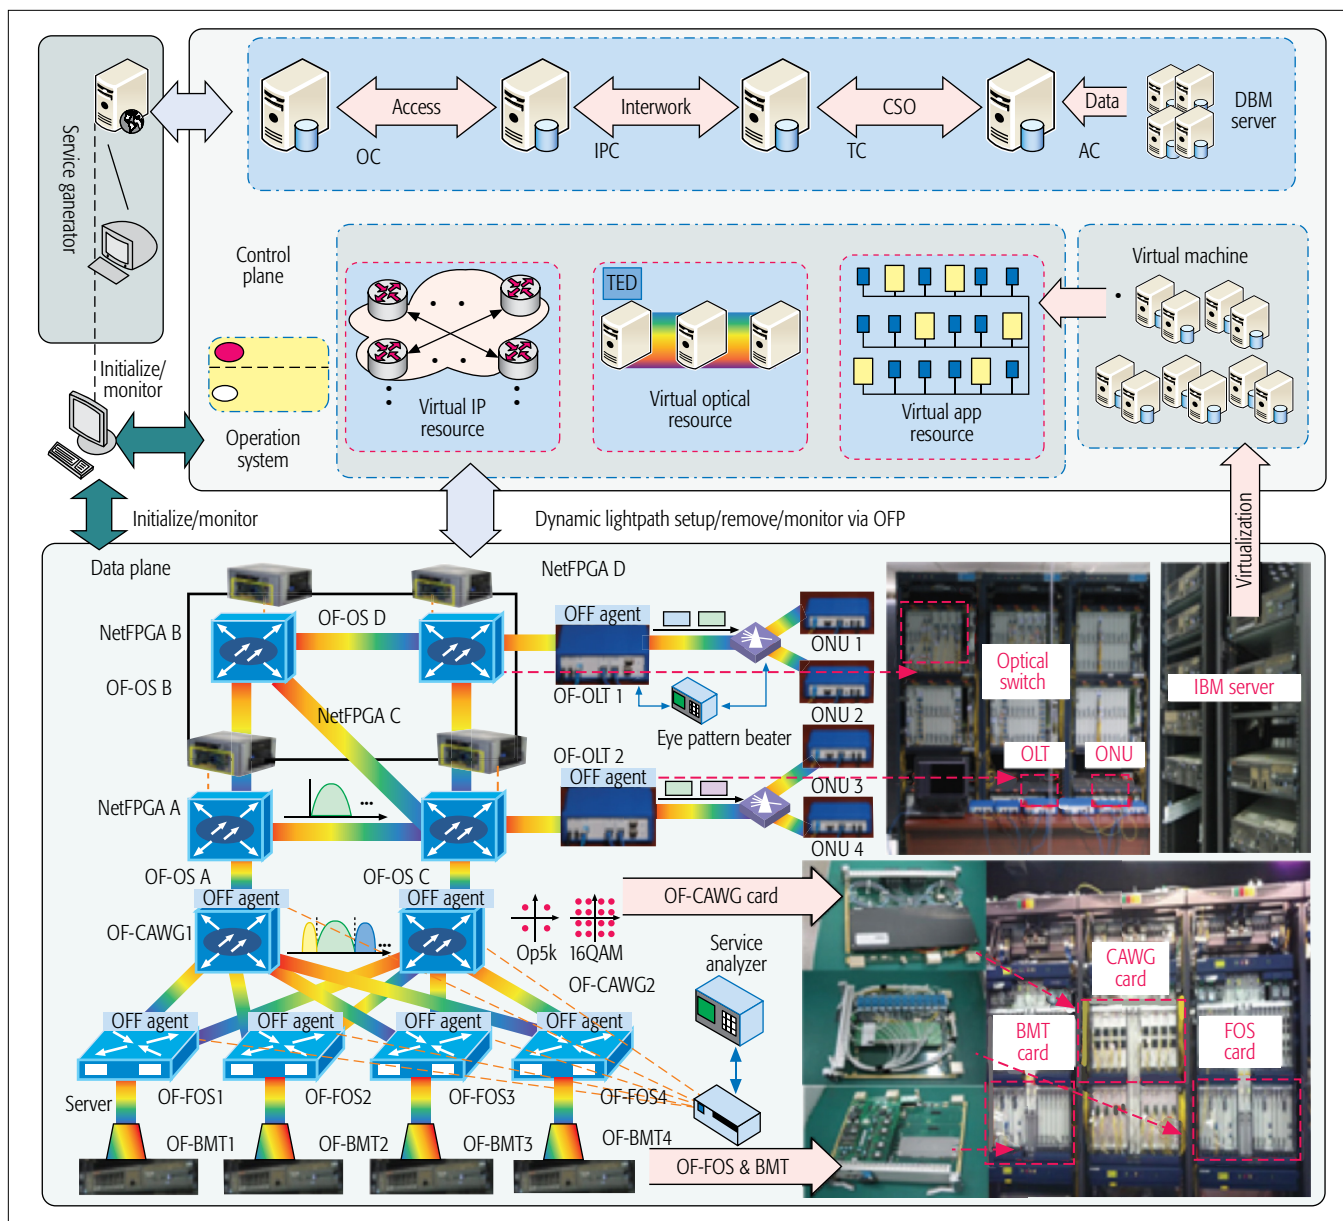 Service ganerator
Access
Interwork
CSO
Data
DBM
server
OC
IPC
TC
AC
Control
plane
TED
Virtual IP
resource
Virtual optical
resource
Virtual app
resource
Virtual machine
Initialize/
monitor
Operation
system
Initialize/monitor
Dynamic lightpath setup/remove/monitor via OFP
Virtualization
Data plane
NetFPGA D
NetFPGA B
OF-OS D
OFF agent
ONU 1
OF-OS B
OF-OLT 1
NetFPGA C
ONU 2
Eye pattern beater
Optical
switch
IBM server
OF-OLT 2
OFF agent
OLT
ONU
ONU 3
NetFPGA A
ONU 4
OF-OS A
OF-OS C
OFF agent
OFF agent
OF-CAWG1
Op5k
16QAM
OF-CAWG card
OF-CAWG2
Service
analyzer
CAWG
card
OFF agent
OFF agent
OFF agent
OFF agent
BMT
card
FOS
card
Server
OF-FOS1
OF-FOS2
OF-FOS3
OF-FOS4
OF-BMT1
OF-BMT2
OF-BMT3
OF-BMT4
OF-FOS & BMT